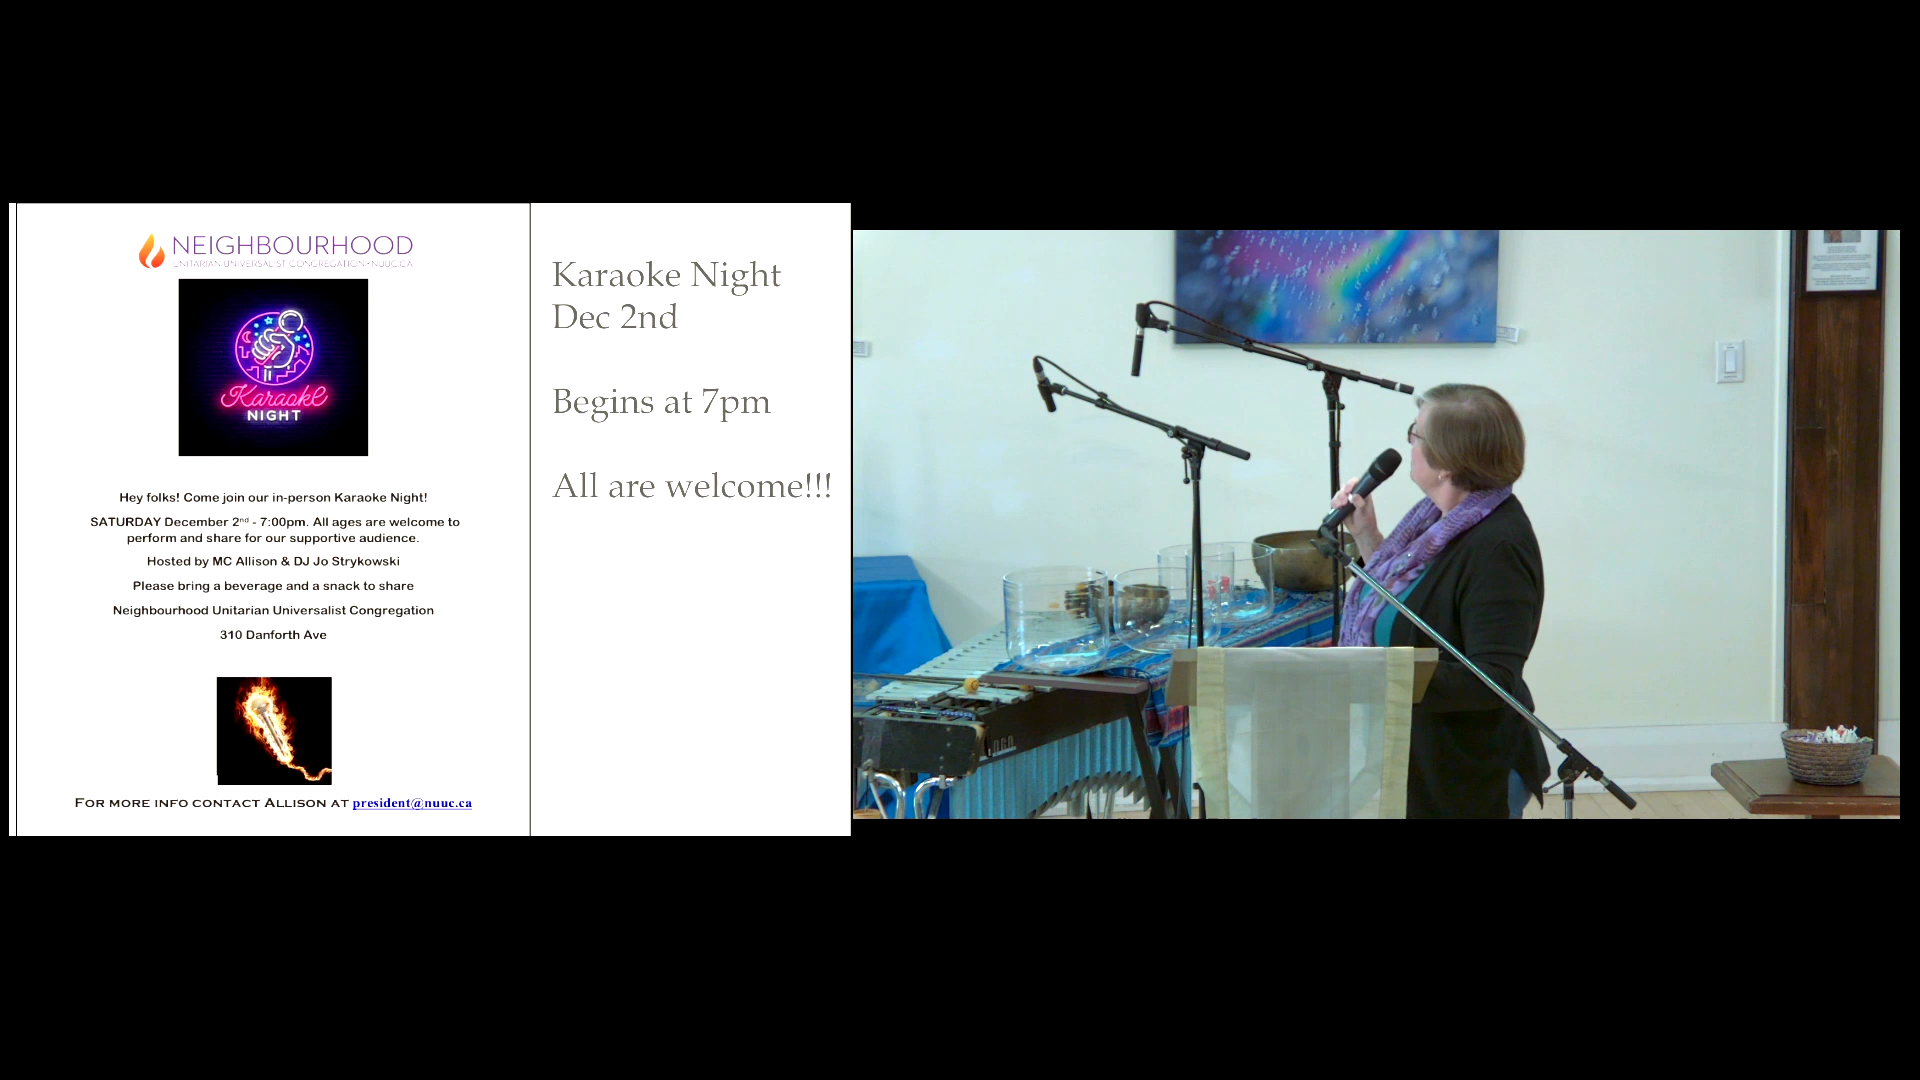 NEIGHBOURHOOD
UNITARIAN UNIVERSALIST CONGREGATION • NUUC.CA
Karaoke
NIGHT
Hey folks! Come join our in-person Karaoke Night!
SATURDAY December 2nd - 7:00pm. All ages are welcome to
perform and share for our supportive audience.
Hosted by MC Allison & DJ Jo Strykowski
Please bring a beverage and a snack to share
Neighbourhood Unitarian Universalist Congregation
310 Danforth Ave
FOR MORE INFO CONTACT ALLISON AT president@nuuc.ca
Karaoke Night
Dec 2nd
Begins at 7pm
All are welcome!!!